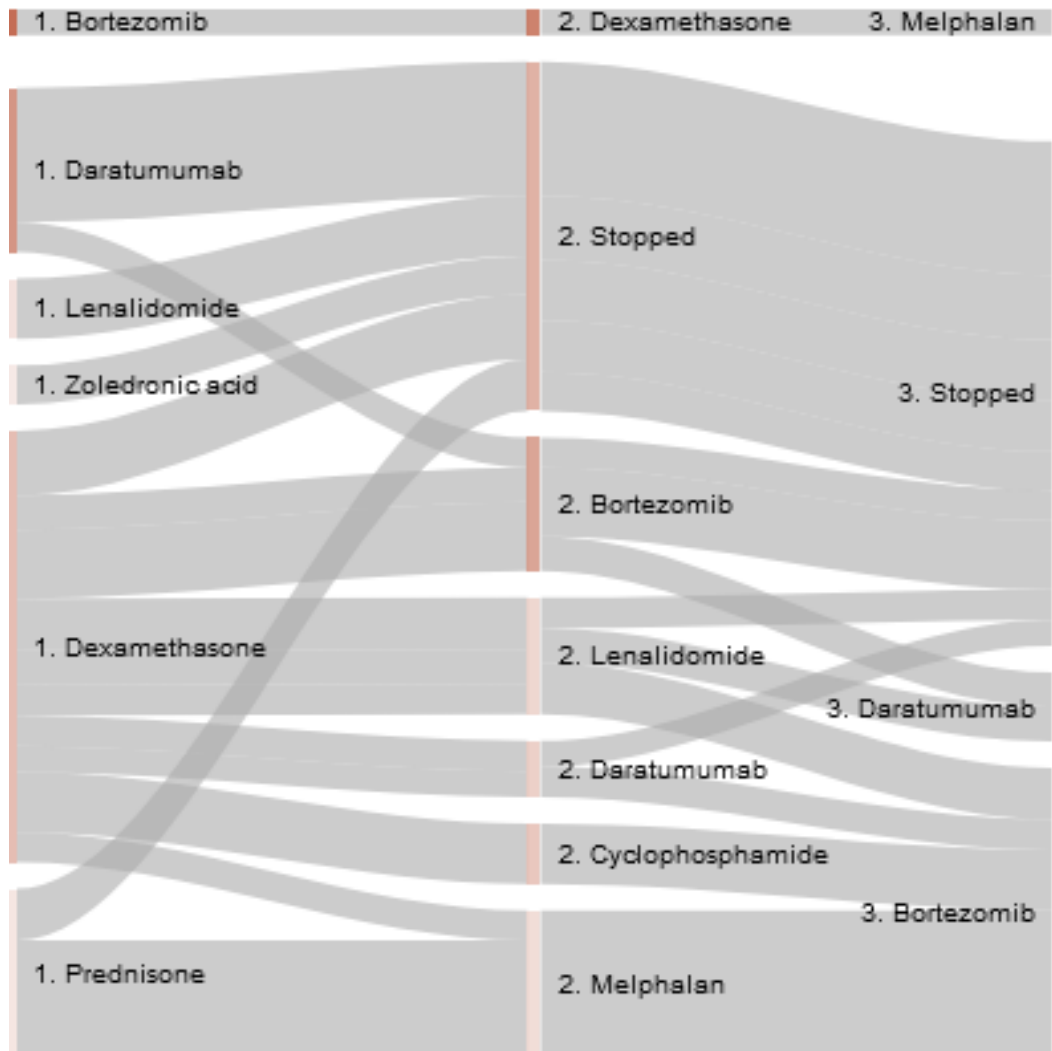 1. Bortezomib
2. Dexamethasone
3. Melphalan
1. Daratumumab
2. Stopped
1. Lenalidomide
1. Zoledronic acid
3. Stopped
2. Bortezomib
1. Dexamethasone
2. Lenalidomide
3. Daratumumab
2. Daratumumab
2. Cyclophosphamide
3. Bortezomib
1. Prednisone
2. Melphalan